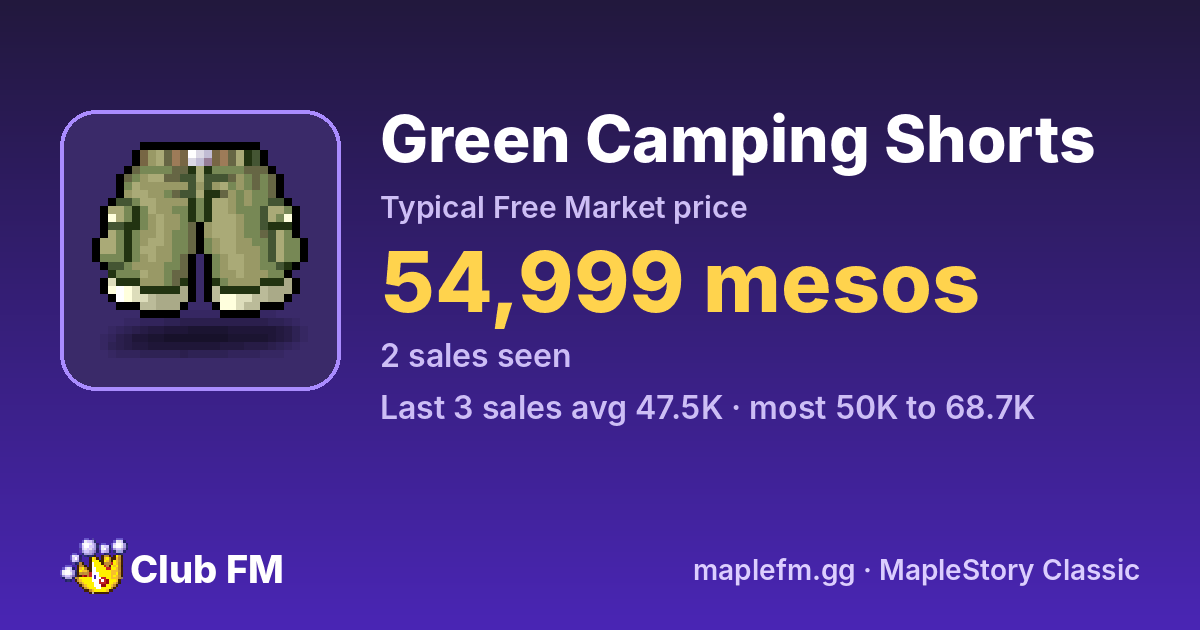 Green Camping Shorts
Typical Free Market price
54,999 mesos
2 sales seen
Last 3 sales avg 47.5K · most 50K to 68.7K
Club FM
maplefm.gg · MapleStory Classic